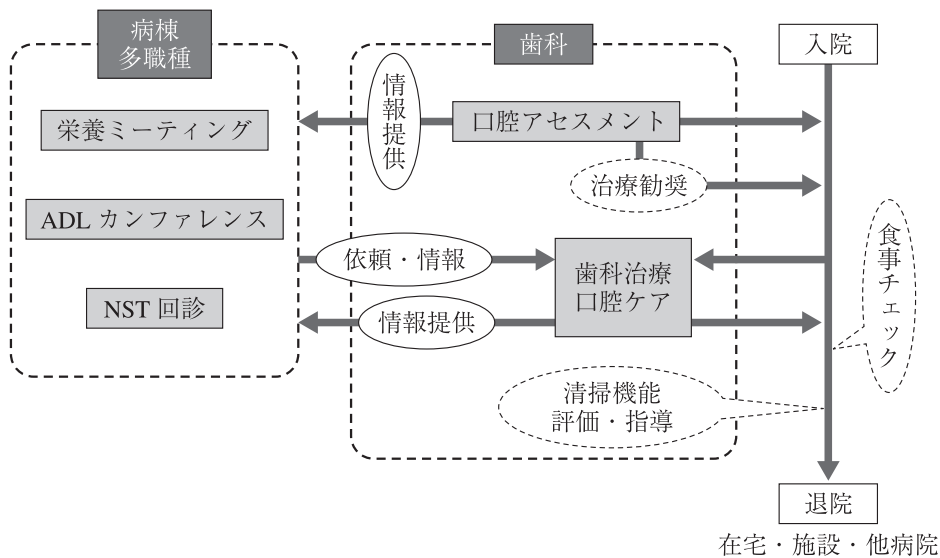 病棟
多職種
歯科
入院
栄養ミーティング
情報提供
口腔アセスメント
治療勧奨
ADL カンファレンス
依頼・情報
歯科治療
口腔ケア
食事チェック
NST 回診
情報提供
清掃機能
評価・指導
退院
在宅・施設・他病院